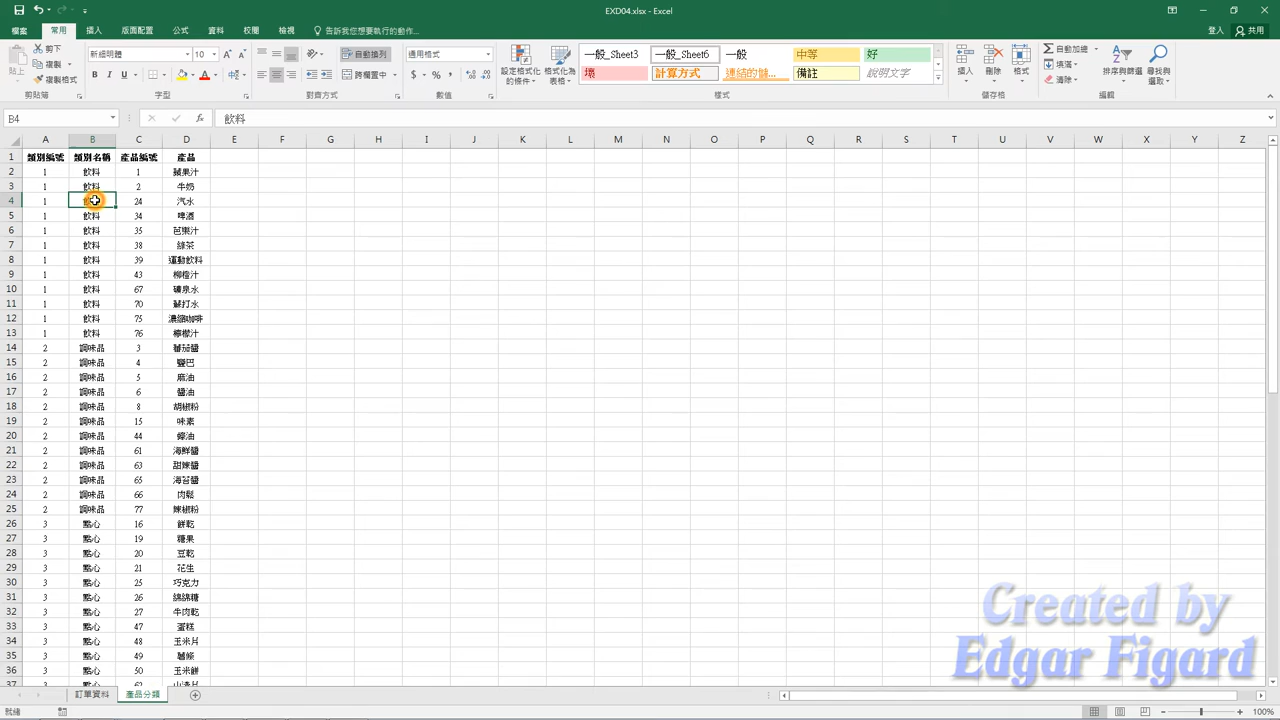 EXD04.xlsx - Excel
檔案 常用 插入 版面配置 公式 資料 校閱 檢視 告訴我您想要執行的動作... 登入 共用
貼上 剪下 複製 複製格式 剪貼簿
新細明體 10 B I U 字型
自動換列 跨欄置中 對齊方式
通用格式 $ % , 數值
設定格式化的條件 格式化為表格 一般_Sheet3 一般_Sheet6 一般 中等 好
壞 計算方式 連結的儲... 備註 說明文字 樣式
插入 刪除 格式 儲存格
自動加總 填滿 清除 排序與篩選 尋找與選取 編輯
B4 fx 飲料
A B C D E F G H I J K L M N O P Q R S T U V W X Y Z
1 類別編號 類別名稱 產品編號 產品
2 1 飲料 1 蘋果汁
3 1 飲料 2 牛奶
4 1 24 汽水
5 1 飲料 34 啤酒
6 1 飲料 35 芭樂汁
7 1 飲料 38 綠茶
8 1 飲料 39 運動飲料
9 1 飲料 43 柳橙汁
10 1 飲料 67 礦泉水
11 1 飲料 70 蘇打水
12 1 飲料 75 濃縮咖啡
13 1 飲料 76 檸檬汁
14 2 調味品 3 蕃茄醬
15 2 調味品 4 鹽巴
16 2 調味品 5 麻油
17 2 調味品 6 醬油
18 2 調味品 8 胡椒粉
19 2 調味品 15 味素
20 2 調味品 44 蠔油
21 2 調味品 61 海鮮醬
22 2 調味品 63 甜辣醬
23 2 調味品 65 海苔醬
24 2 調味品 66 肉鬆
25 2 調味品 77 辣椒粉
26 3 點心 16 餅乾
27 3 點心 19 糖果
28 3 點心 20 豆乾
29 3 點心 21 花生
30 3 點心 25 巧克力
31 3 點心 26 綿綿糖
32 3 點心 27 牛肉乾
33 3 點心 47 蛋糕
34 3 點心 48 玉米片
35 3 點心 49 薯條
36 3 點心 50 玉米餅
Created by
Edgar Figard
訂單資料 產品分類
就緒 100%